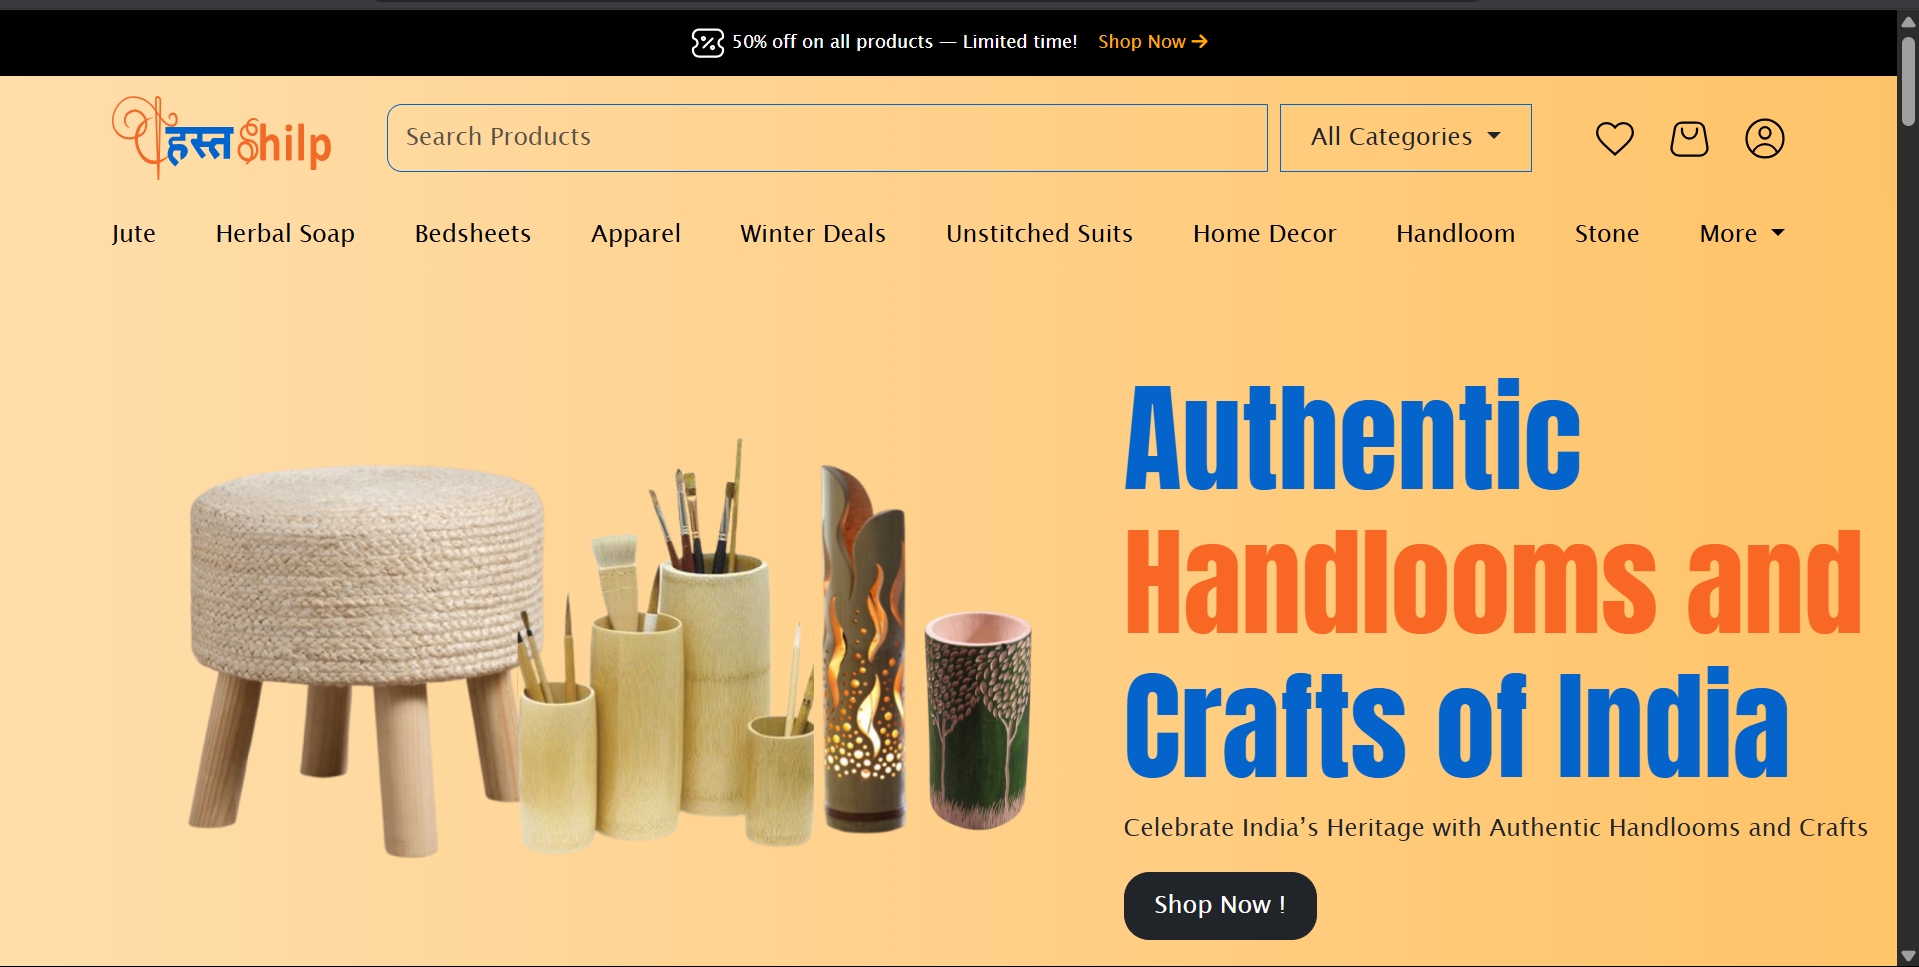 50% off on all products — Limited time! Shop Now →
हस्तShilp
Search Products
All Categories
Jute Herbal Soap Bedsheets Apparel Winter Deals Unstitched Suits Home Decor Handloom Stone More
Authentic
Handlooms and
Crafts of India
Celebrate India’s Heritage with Authentic Handlooms and Crafts
Shop Now !